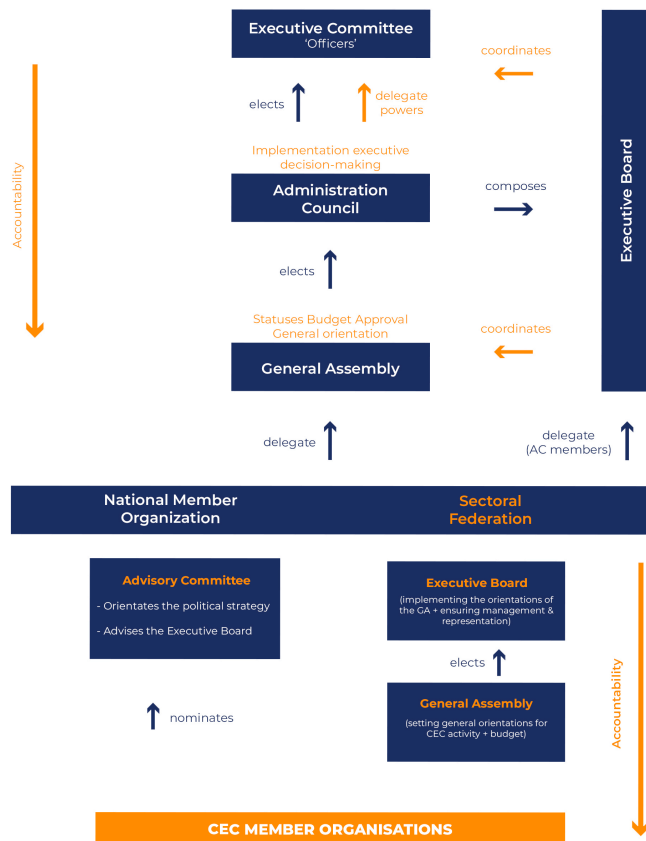 Executive Committee
'Officers'
coordinates
elects
delegate
powers
Implementation executive
decision-making
Administration
Council
composes
Executive Board
Accountability
elects
Statuses Budget Approval
General orientation
General Assembly
coordinates
delegate
delegate
(AC members)
National Member
Organization
Sectoral
Federation
Advisory Committee
- Orientates the political strategy
- Advises the Executive Board
nominates
Executive Board
(implementing the orientations of
the GA + ensuring management &
representation)
elects
General Assembly
(setting general orientations for
CEC activity + budget)
Accountability
CEC MEMBER ORGANISATIONS